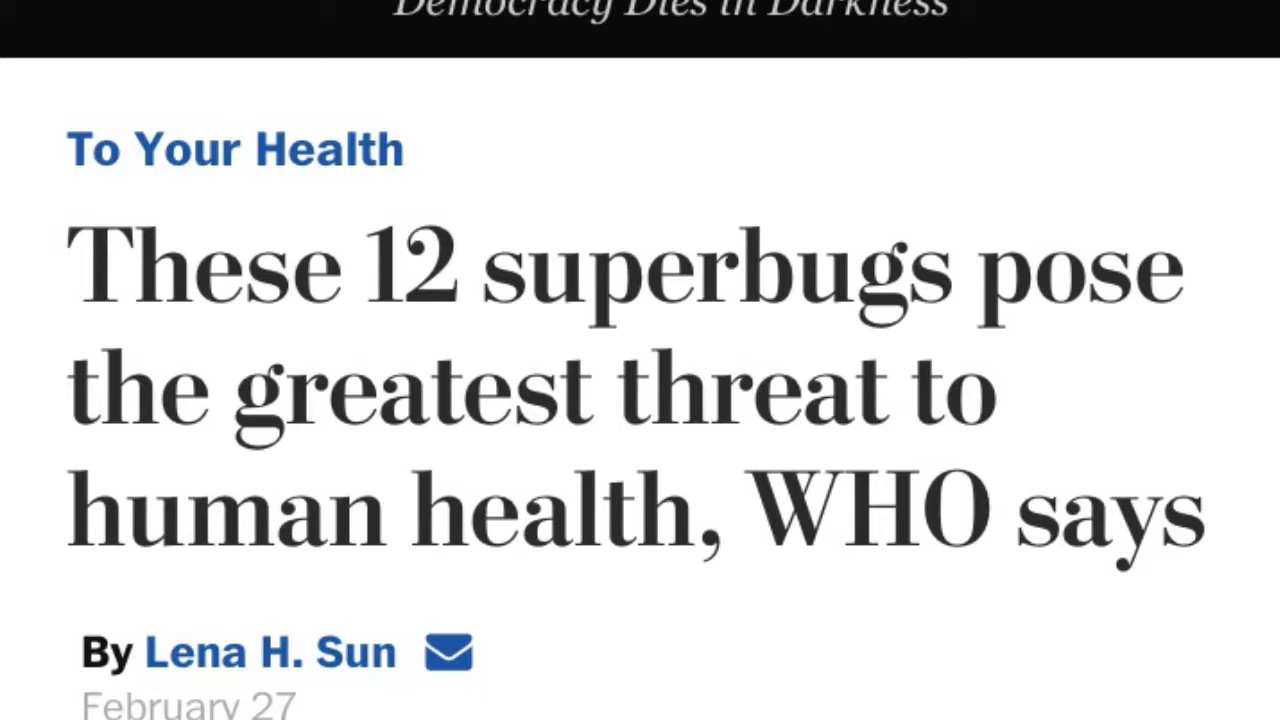 Democracy Dies in Darkness
To Your Health
These 12 superbugs pose
the greatest threat to
human health, WHO says
By Lena H. Sun
February 27